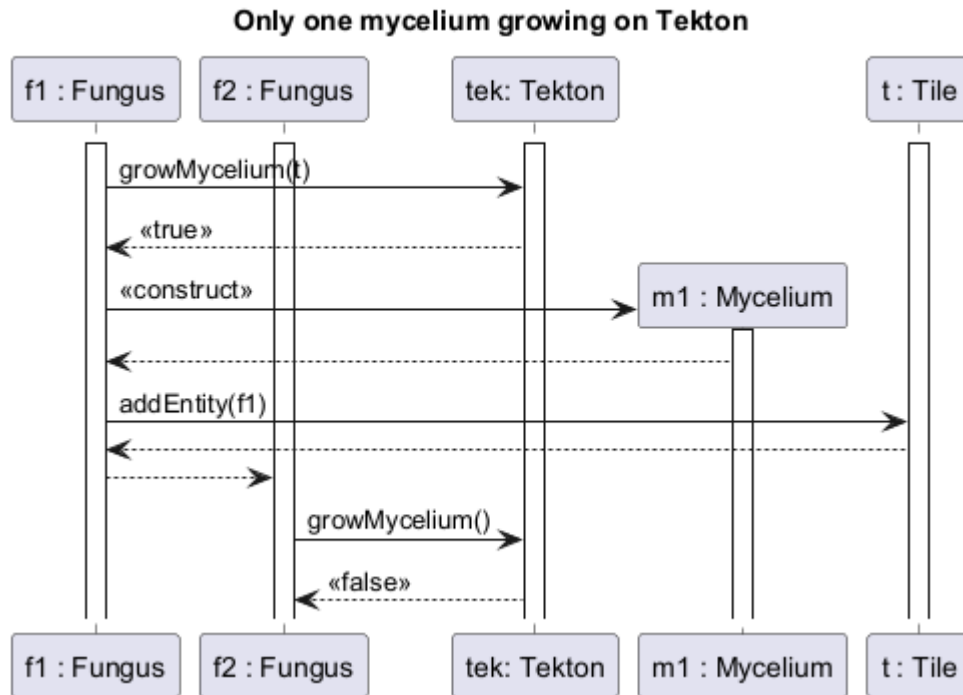 Only one mycelium growing on Tekton
f1 : Fungus
f2 : Fungus
tek: Tekton
t : Tile
growMycelium(t)
«true»
«construct»
m1 : Mycelium
addEntity(f1)
growMycelium()
«false»
f1 : Fungus
f2 : Fungus
tek: Tekton
m1 : Mycelium
t : Tile